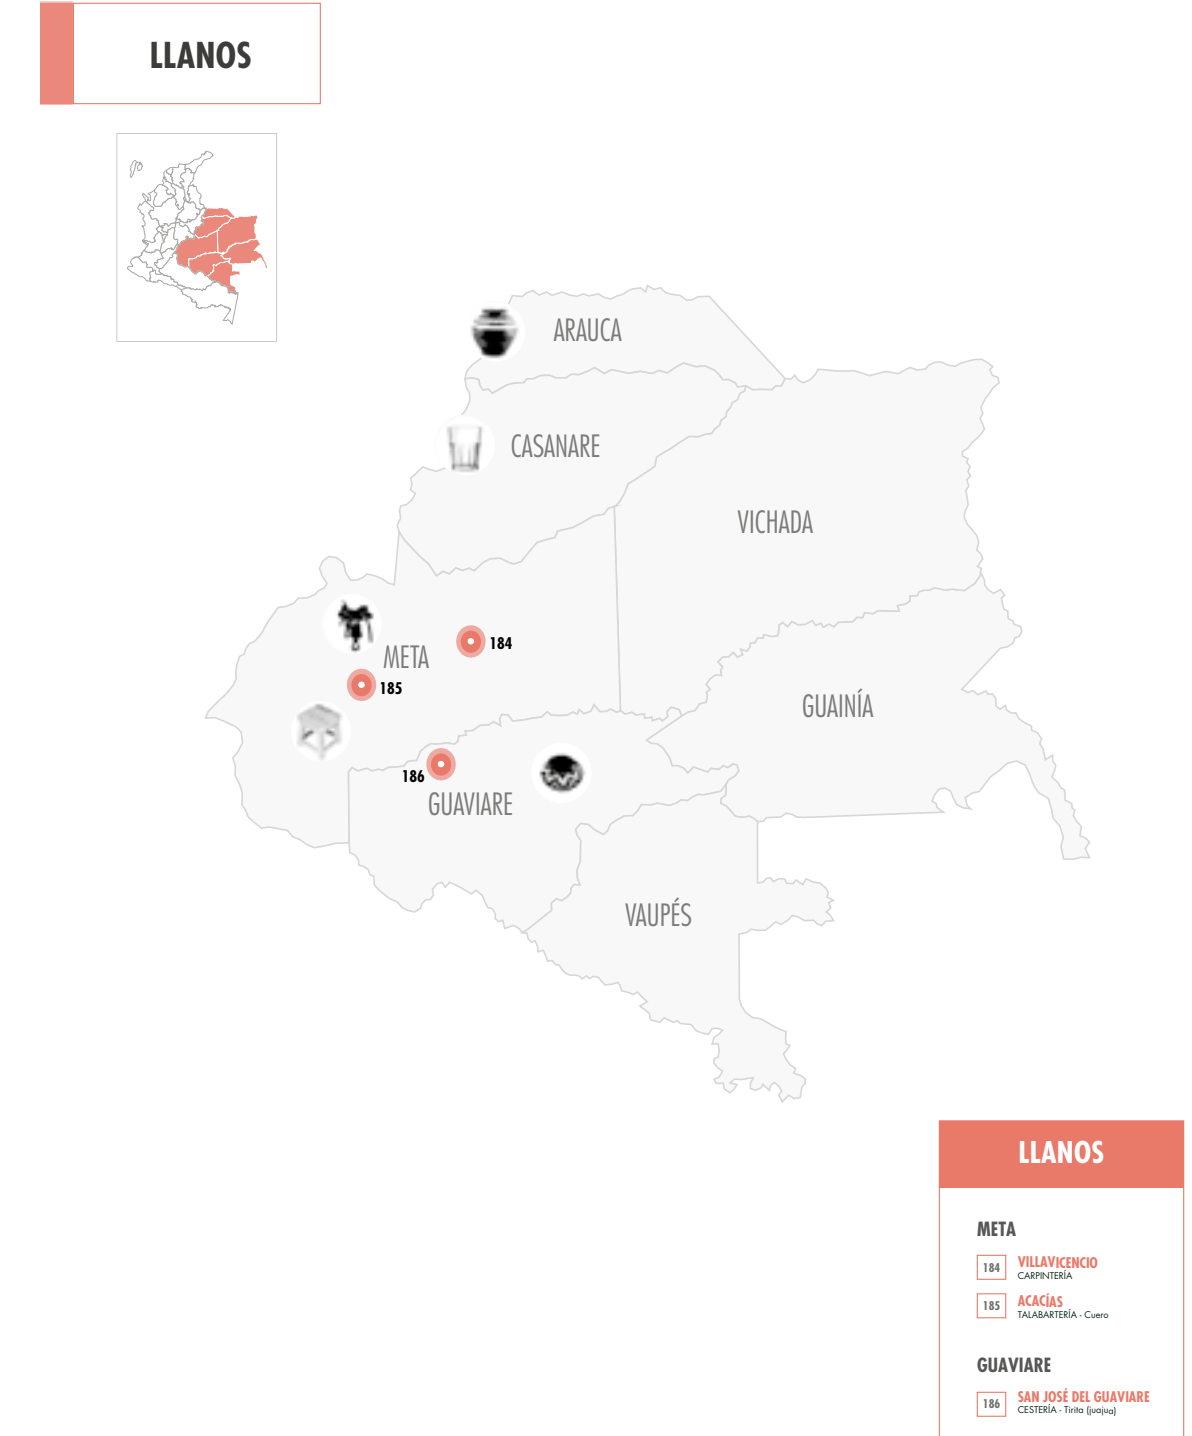 LLANOS
ARAUCA
CASANARE
VICHADA
META
184
185
GUAINÍA
186
GUAVIARE
VAUPÉS
LLANOS
META
184 VILLAVICENCIO
CARPINTERÍA
185 ACACÍAS
TALABARTERÍA - Cuero
GUAVIARE
186 SAN JOSÉ DEL GUAVIARE
CESTERÍA - Tirita (juajua)